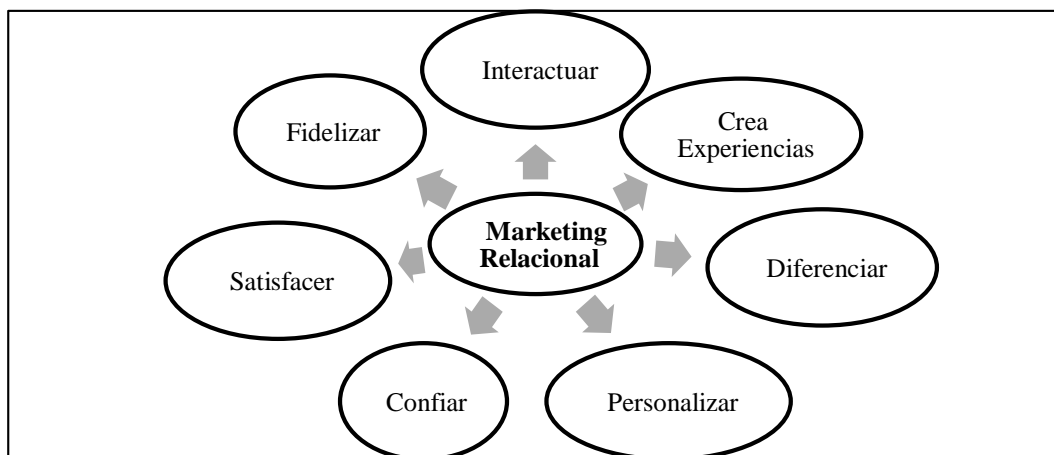 Interactuar
Crea
Experiencias
Fidelizar
Marketing
Relacional
Diferenciar
Satisfacer
Personalizar
Confiar